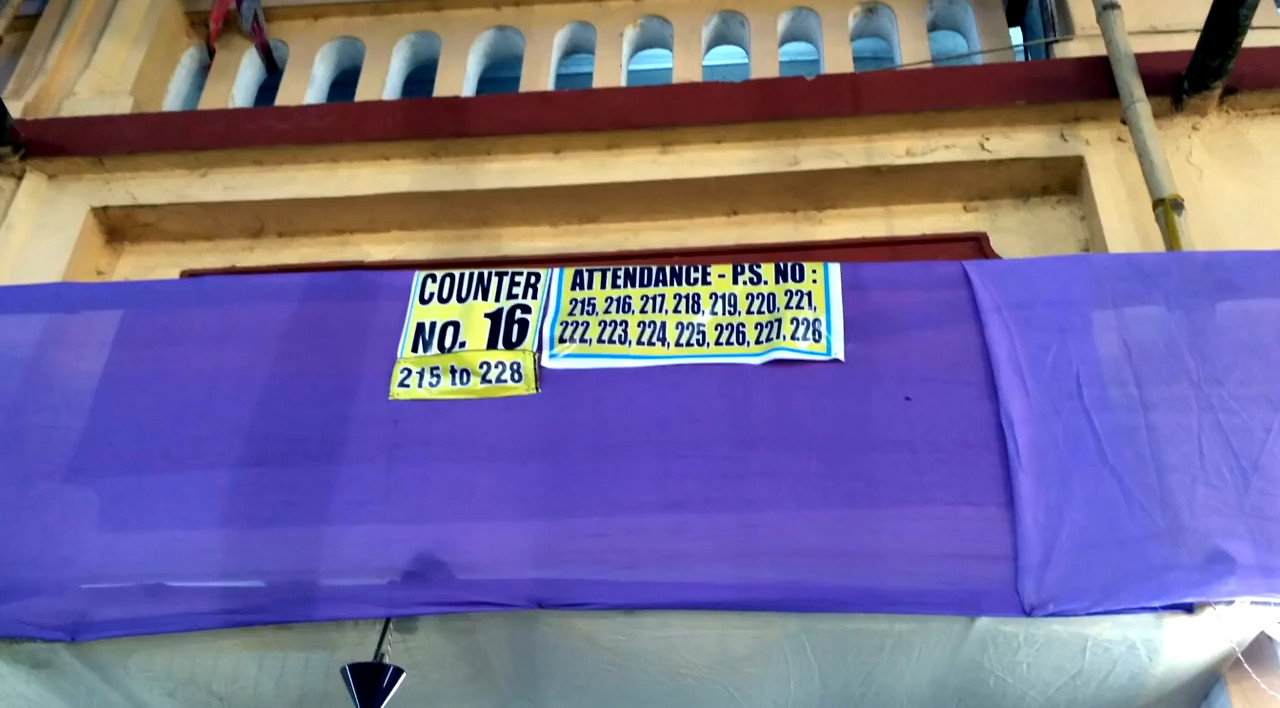 COUNTER
NO. 16
215 to 228
ATTENDANCE - P.S. NO :
215, 216, 217, 218, 219, 220, 221,
222, 223, 224, 225, 226, 227, 228